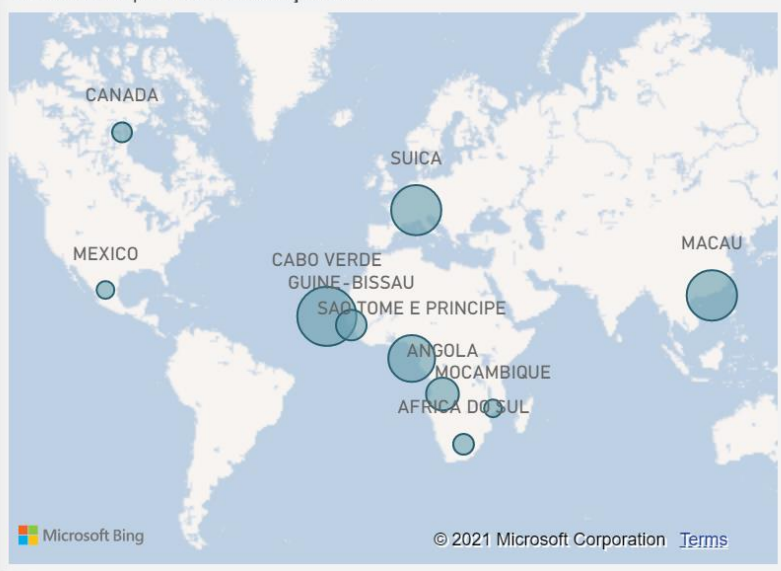 CANADA
SUICA
MACAU
MEXICO
CABO VERDE
GUINE-BISSAU
SAO TOME E PRINCIPE
ANGOLA
MOCAMBIQUE
AFRICA DO SUL
Microsoft Bing
© 2021 Microsoft Corporation Terms